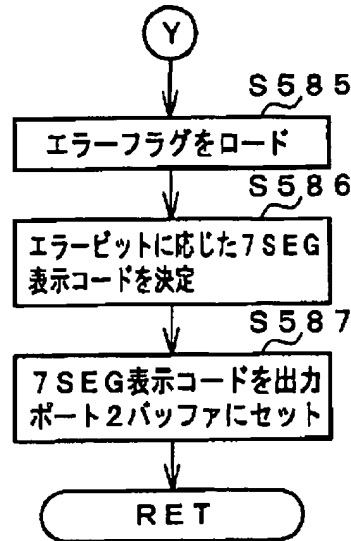 Y
S585
エラーフラグをロード
S586
エラービットに応じた7SEG
表示コードを決定
S587
7SEG表示コードを出力
ポート2バッファにセット
RET